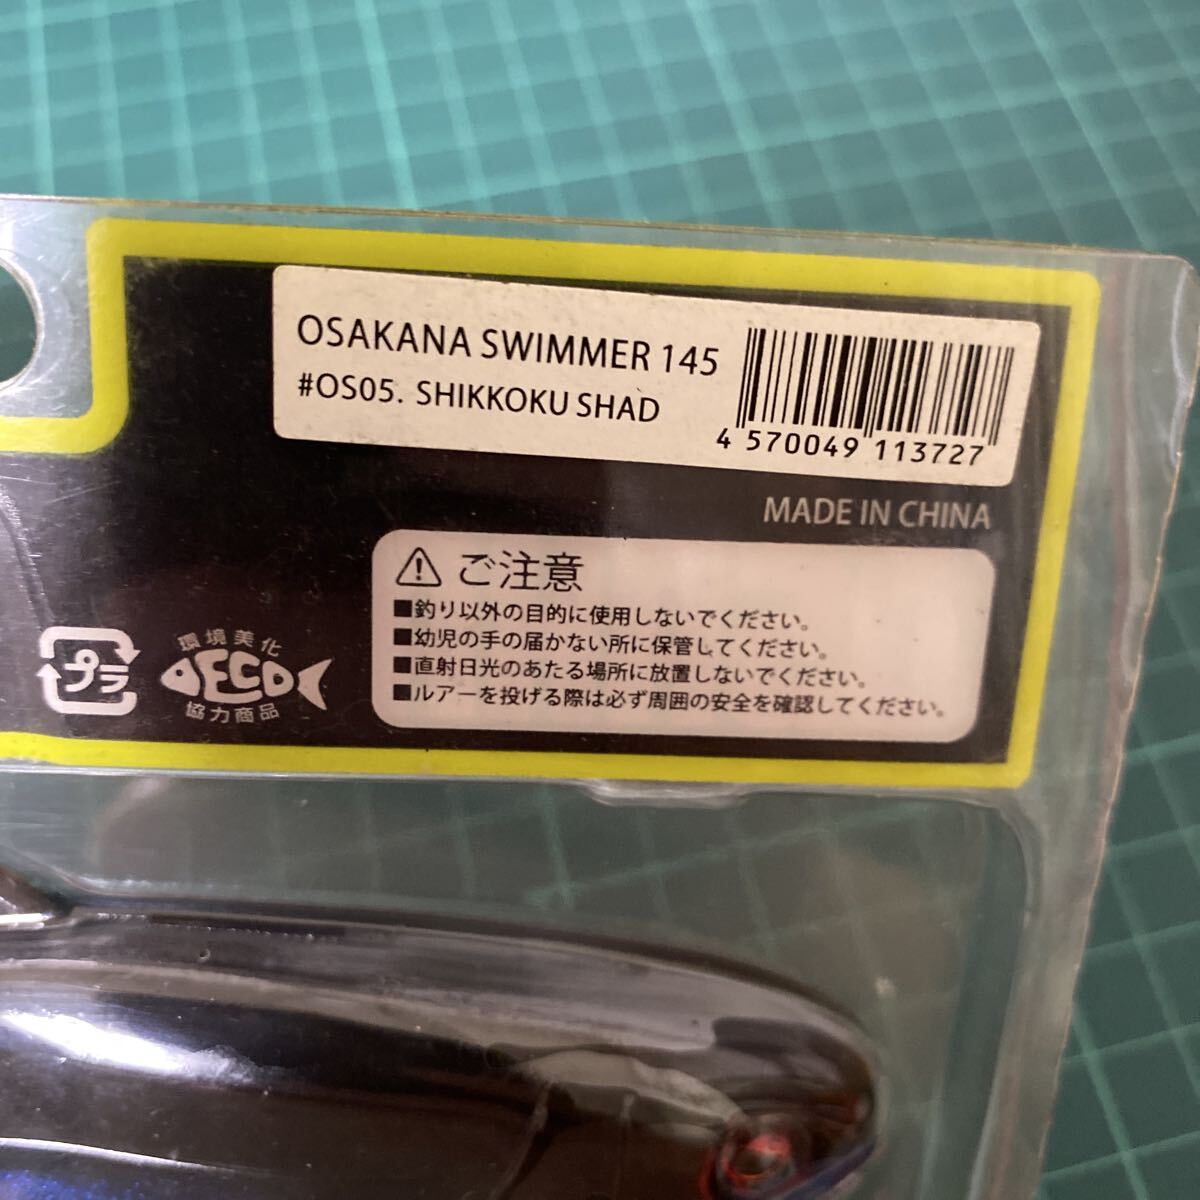 OSAKANA SWIMMER 145
#OS05. SHIKKOKU SHAD
4 570049 113727
MADE IN CHINA
ご注意
■釣り以外の目的に使用しないでください。
■幼児の手の届かない所に保管してください。
■直射日光のあたる場所に放置しないでください。
■ルアーを投げる際は必ず周囲の安全を確認してください。
プラ
環境美化
DECO
協力商品